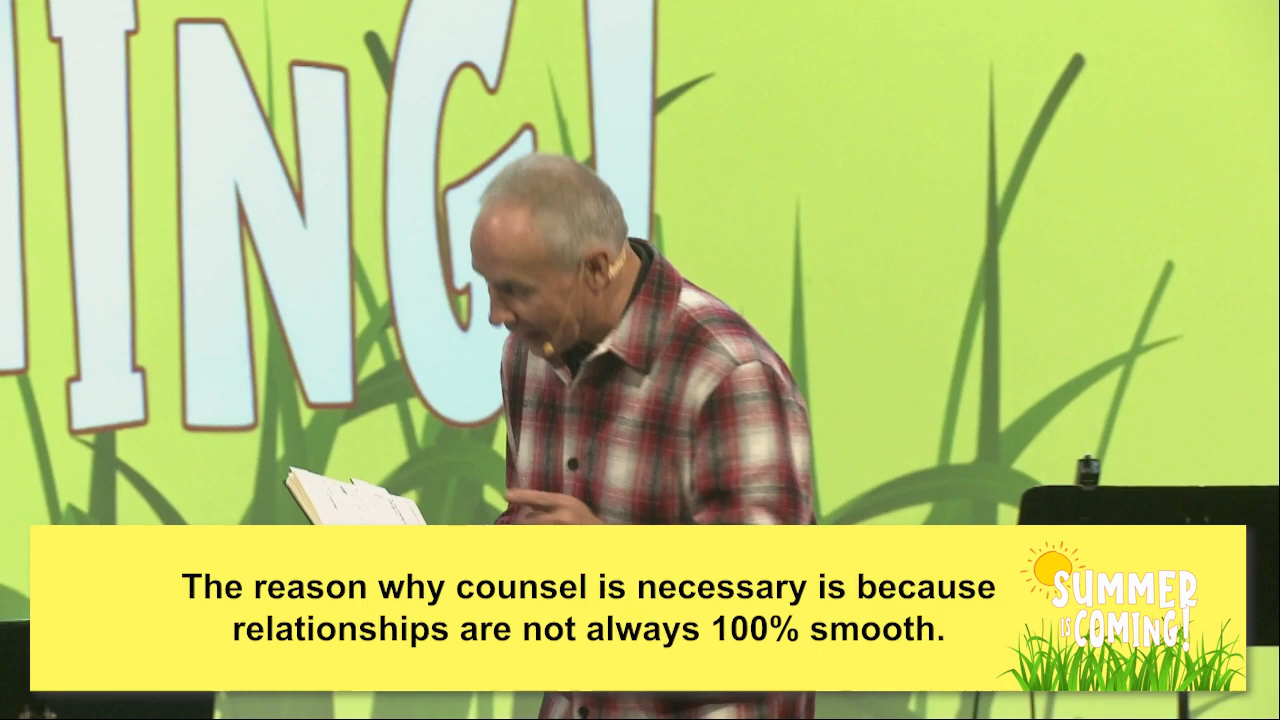 ING!
The reason why counsel is necessary is because
relationships are not always 100% smooth.
SUMMER
IS COMING!